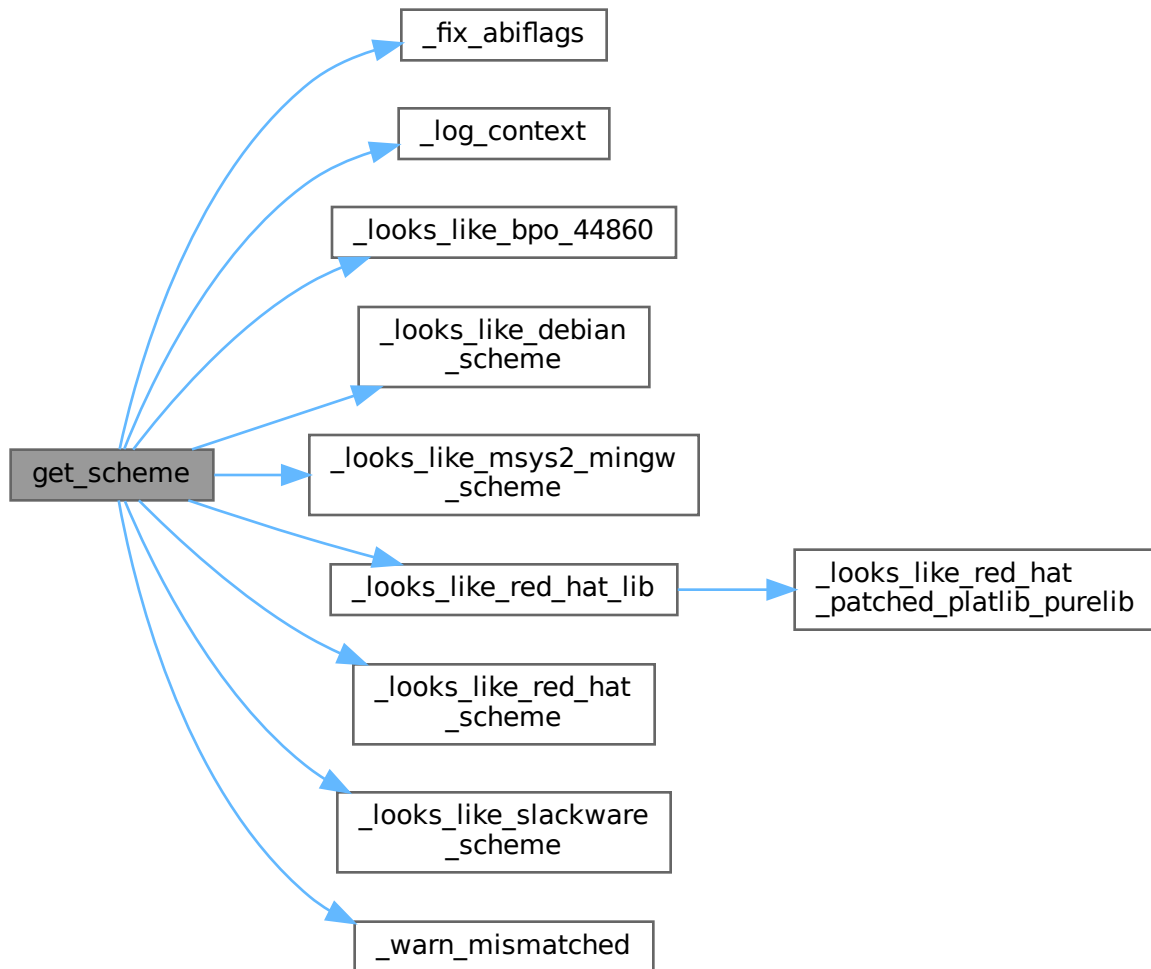 _fix_abiflags
_log_context
_looks_like_bpo_44860
_looks_like_debian
_scheme
get_scheme
_looks_like_msys2_mingw
_scheme
_looks_like_red_hat_lib
_looks_like_red_hat
_patched_platlib_purelib
_looks_like_red_hat
_scheme
_looks_like_slackware
_scheme
_warn_mismatched